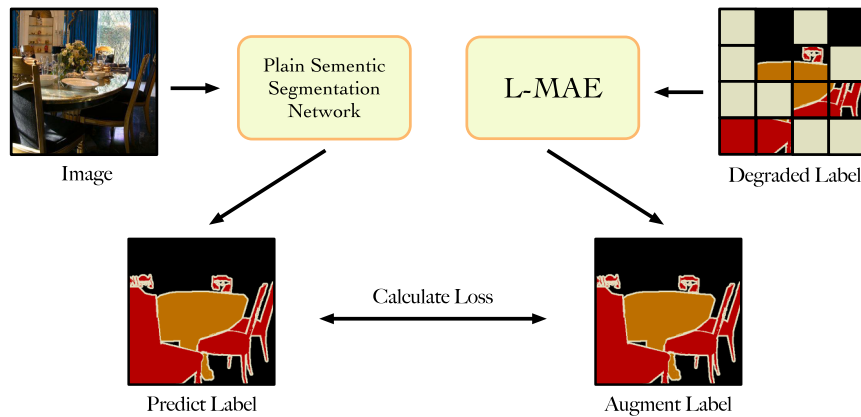 Plain Sementic
Segmentation
Network
L-MAE
Image
Degraded Label
Calculate Loss
Predict Label
Augment Label